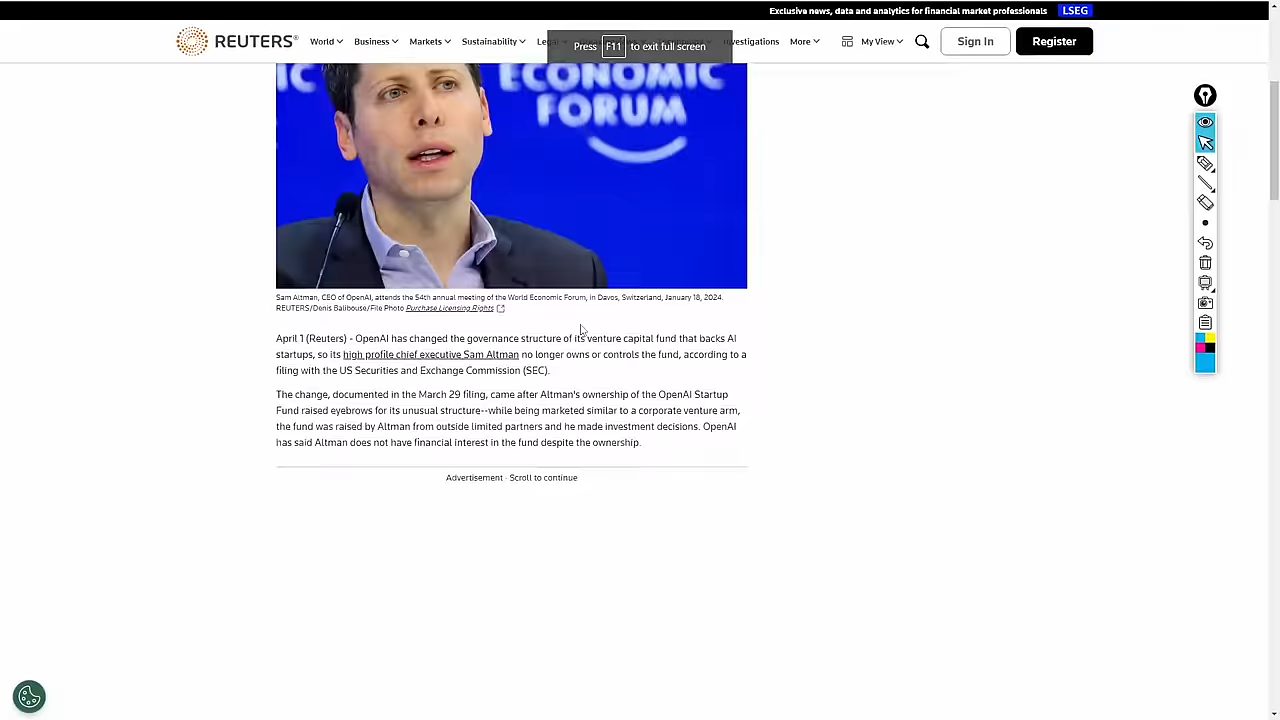 Exclusive news, data and analytics for financial market professionals LSEG
REUTERS® World Business Markets Sustainability Investigations More My View Sign In Register
Press F11 to exit full screen
IC ECONOMIC
FORUM
ECONOMIC
Sam Altman, CEO of OpenAI, attends the 54th annual meeting of the World Economic Forum, in Davos, Switzerland, January 18, 2024.
REUTERS/Denis Balibouse/File Photo Purchase Licensing Rights
April 1 (Reuters) - OpenAI has changed the governance structure of its venture capital fund that backs AI
startups, so its high profile chief executive Sam Altman no longer owns or controls the fund, according to a
filing with the US Securities and Exchange Commission (SEC).
The change, documented in the March 29 filing, came after Altman's ownership of the OpenAI Startup
Fund raised eyebrows for its unusual structure--while being marketed similar to a corporate venture arm,
the fund was raised by Altman from outside limited partners and he made investment decisions. OpenAI
has said Altman does not have financial interest in the fund despite the ownership.
Advertisement · Scroll to continue